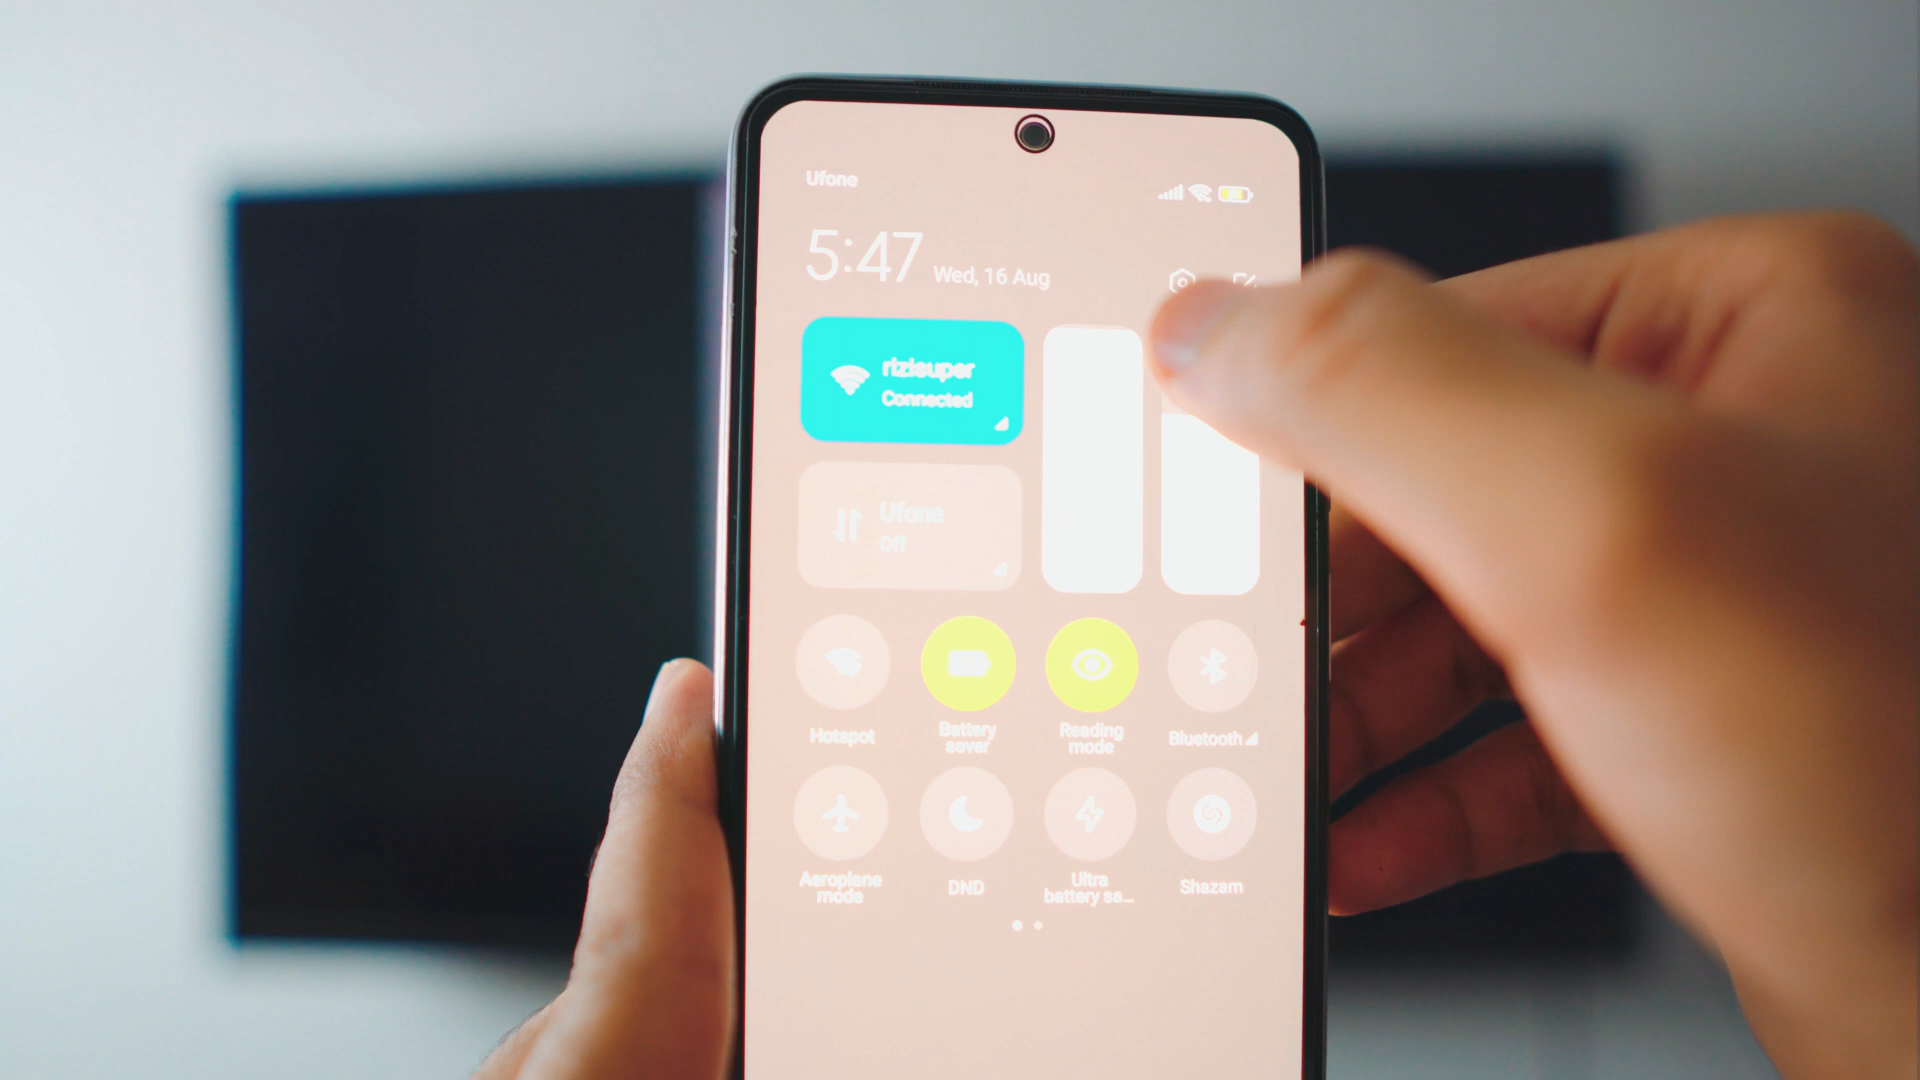 Ufone
5:47 Wed, 16 Aug
rizisuper
Connected
Ufone
Off
Hotspot
Battery
saver
Reading
mode
Bluetooth
Aeroplane
mode
DND
Ultra
battery sa...
Shazam